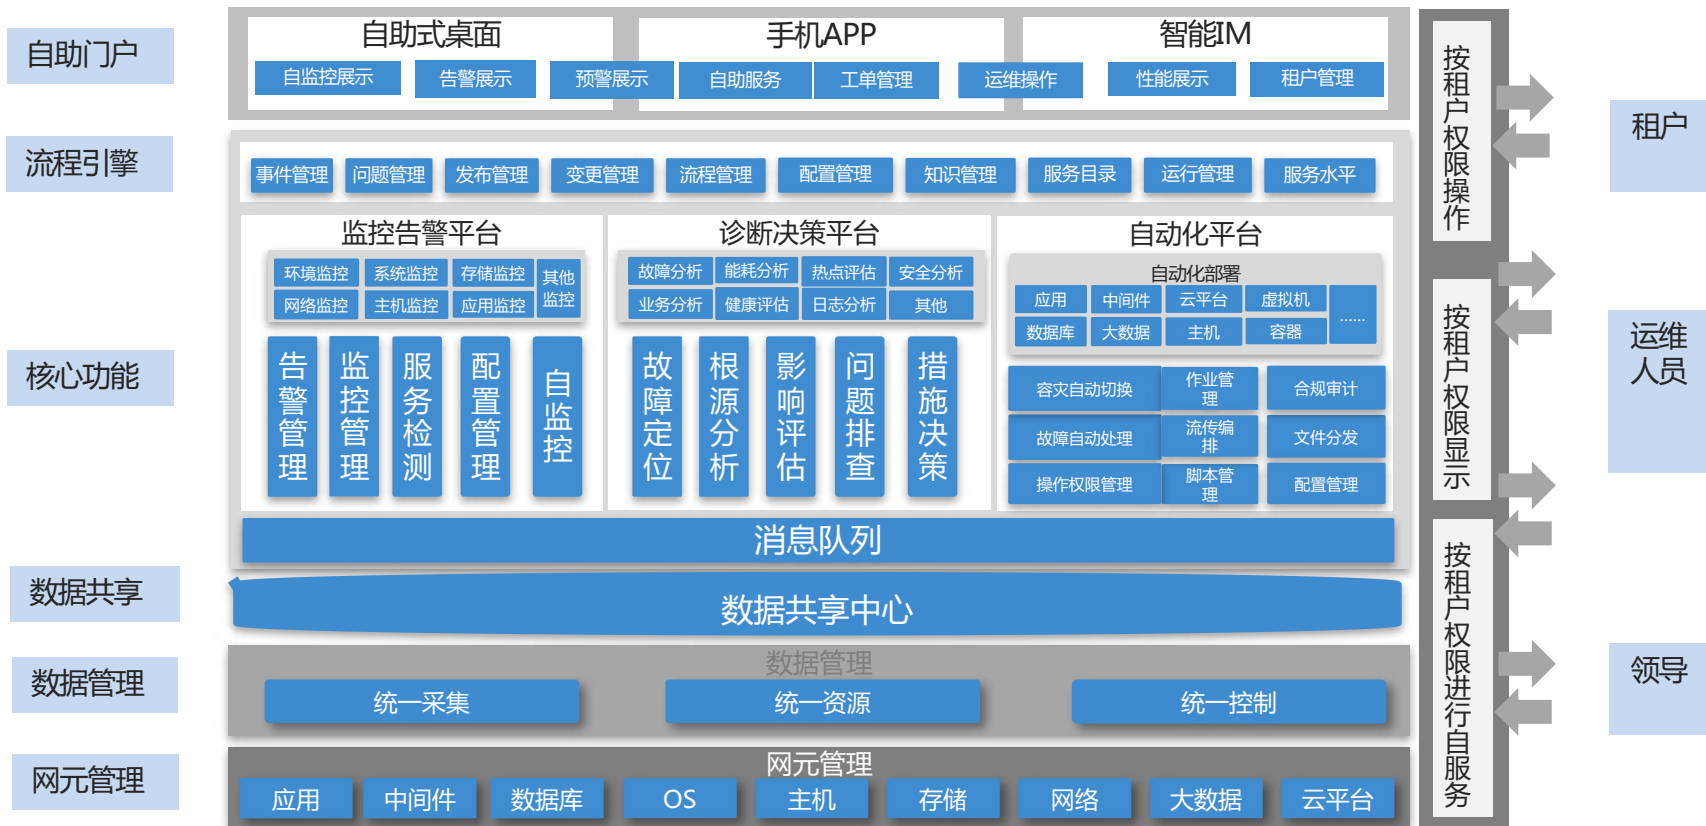 自助门户
自助式桌面
手机APP
智能IM
自监控展示
告警展示
预警展示
自助服务
工单管理
运维操作
性能展示
租户管理
流程引擎
事件管理
问题管理
发布管理
变更管理
流程管理
配置管理
知识管理
服务目录
运行管理
服务水平
核心功能
监控告警平台
环境监控
系统监控
存储监控
其他
监控
网络监控
主机监控
应用监控
告警管理
监控管理
服务检测
配置管理
自监控
诊断决策平台
故障分析
能耗分析
热点评估
安全分析
业务分析
健康评估
日志分析
其他
故障定位
根源分析
影响评估
问题排查
措施决策
自动化平台
自动化部署
应用
中间件
云平台
虚拟机
......
数据库
大数据
主机
容器
容灾自动切换
作业管
理
合规审计
故障自动处理
流传编
排
文件分发
操作权限管理
脚本管
理
配置管理
消息队列
数据共享
数据共享中心
数据管理
数据管理
统一采集
统一资源
统一控制
网元管理
网元管理
应用
中间件
数据库
OS
主机
存储
网络
大数据
云平台
按租户权限操作
按租户权限显示
按租户权限进行自服务
租户
运维
人员
领导